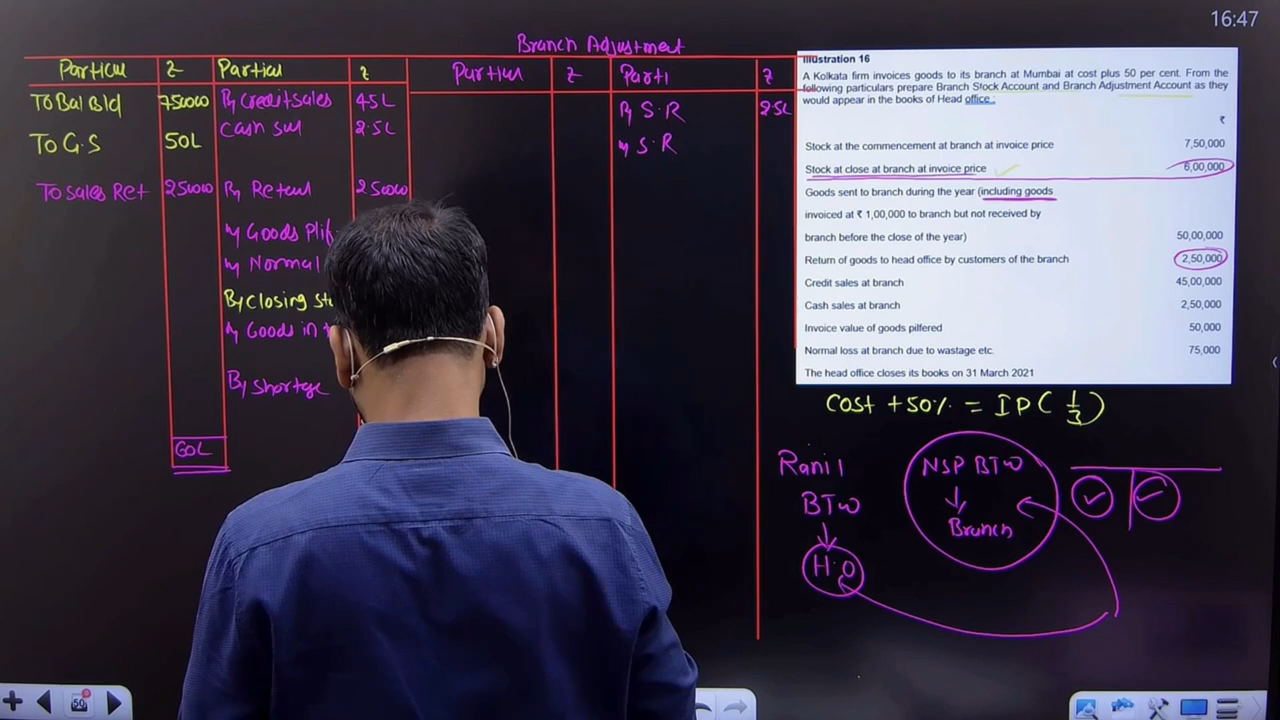 16:47
Branch Adjustment
Particu ₹ Particu ₹
To Bal B/d 750000 By Credit sales 45L
Cash sal 2.5L
To G.S 50L
To Sales Ret 250000 By Return 250000
By Goods Pilf
By Normal
By Closing st
By Goods in t
By Shortage
60L
Particu ₹ Parti ₹
By S.R 2.5L
By S.R
Illustration 16
A Kolkata firm invoices goods to its branch at Mumbai at cost plus 50 per cent. From the
following particulars prepare Branch Stock Account and Branch Adjustment Account as they
would appear in the books of Head office :
₹
Stock at the commencement at branch at invoice price 7,50,000
Stock at close at branch at invoice price 6,00,000
Goods sent to branch during the year (including goods
invoiced at ₹ 1,00,000 to branch but not received by
branch before the close of the year) 50,00,000
Return of goods to head office by customers of the branch 2,50,000
Credit sales at branch 45,00,000
Cash sales at branch 2,50,000
Invoice value of goods pilfered 50,000
Normal loss at branch due to wastage etc. 75,000
The head office closes its books on 31 March 2021
Cost + 50% = IP (1/3)
BTW
H.O
NSP BTW
Branch